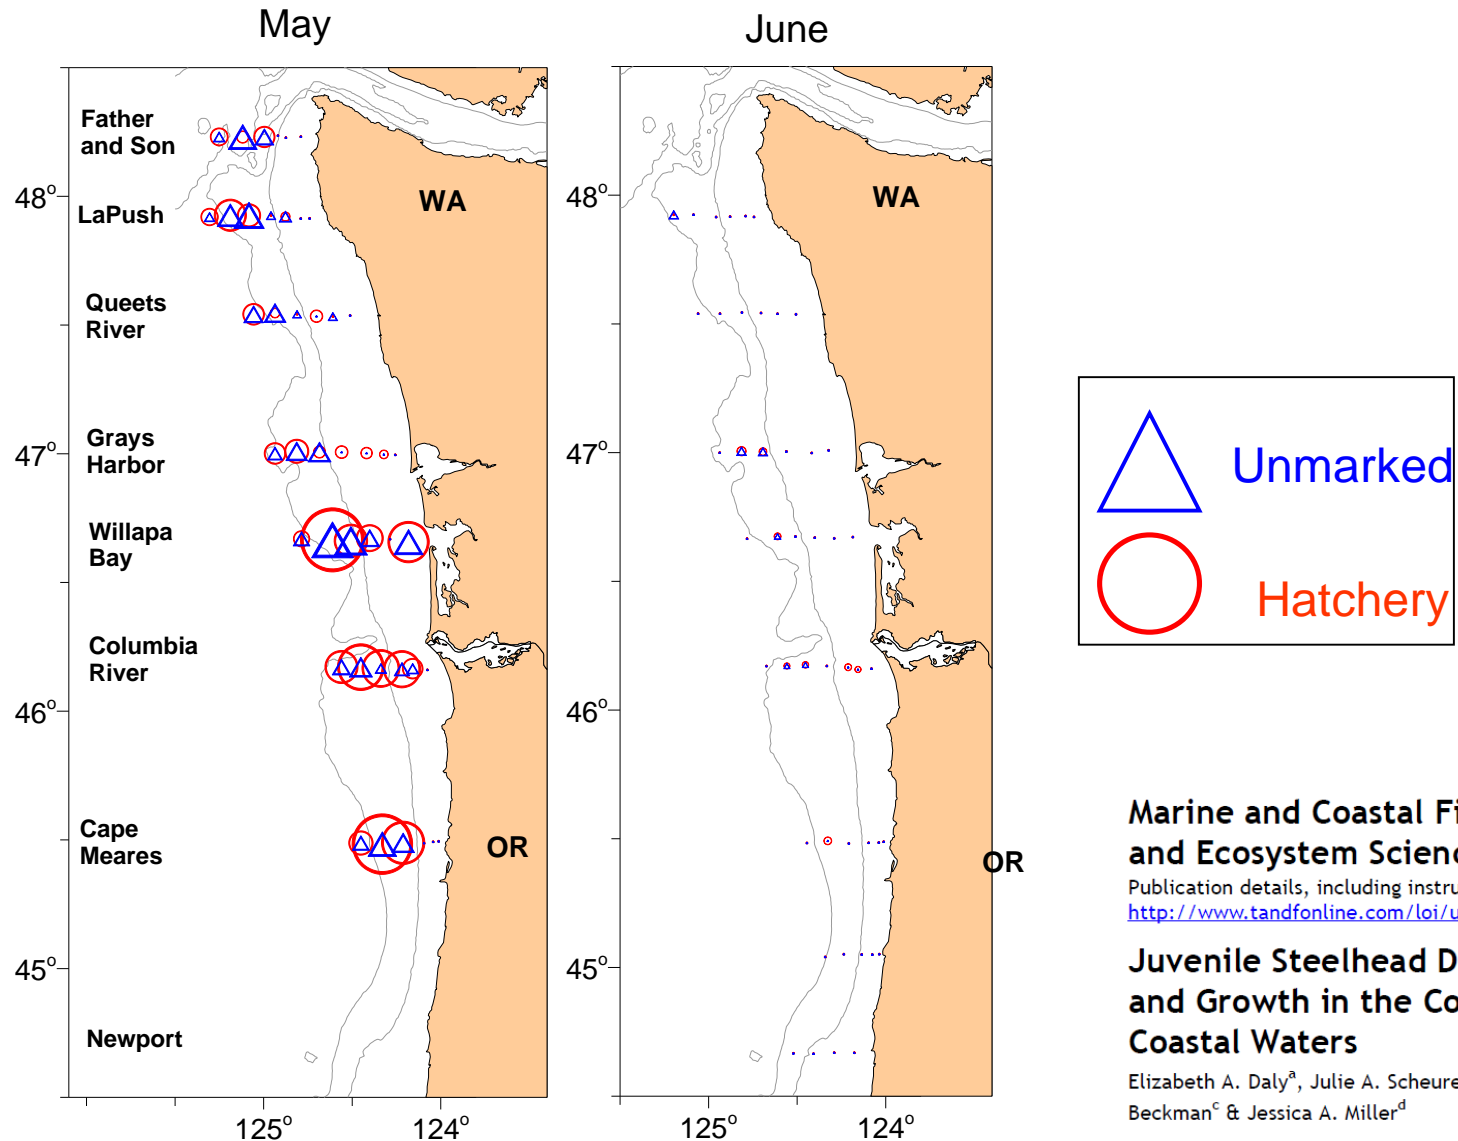 May
June
Father
and Son
LaPush
Queets
River
Grays
Harbor
Willapa
Bay
Columbia
River
Cape
Meares
Newport
48°
47°
46°
45°
125°
124°
WA
OR
48°
47°
46°
45°
125°
124°
WA
OR
Unmarked
Hatchery
Marine and Coastal Fi
and Ecosystem Scienc
Publication details, including instru
http://www.tandfonline.com/loi/u
Juvenile Steelhead D
and Growth in the Co
Coastal Waters
Elizabeth A. Dalyᵃ, Julie A. Scheure
Beckmanᶜ & Jessica A. Millerᵈ